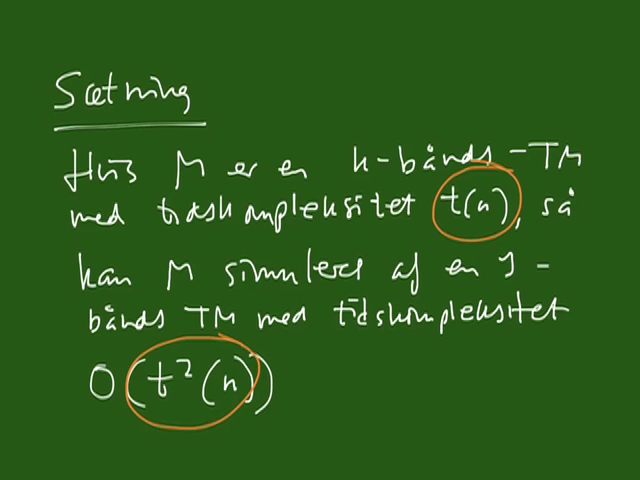 Sætning
Hvis M er en k-bånds-TM
med tidskompleksitet t(n), så
kan M simuleres af en 1-
bånds TM med tidskompleksitet
O(t²(n))